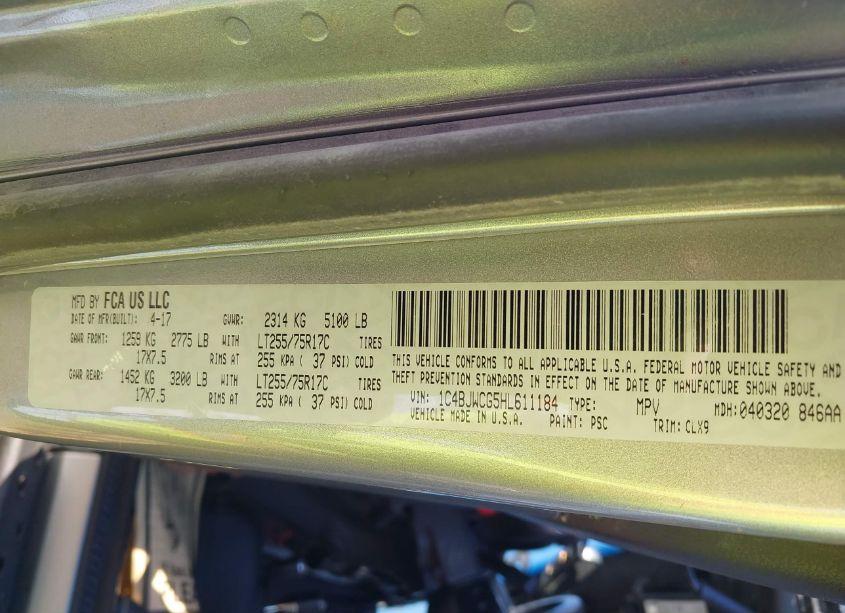 MFD BY FCA US LLC
DATE OF MFR(BUILT): 4-17 GVWR: 2314 KG 5100 LB
GAWR FRONT: 1259 KG 2775 LB WITH LT255/75R17C TIRES
17X7.5 RIMS AT 255 KPA ( 37 PSI) COLD
GAWR REAR: 1452 KG 3200 LB WITH LT255/75R17C TIRES
17X7.5 RIMS AT 255 KPA ( 37 PSI) COLD
THIS VEHICLE CONFORMS TO ALL APPLICABLE U.S.A. FEDERAL MOTOR VEHICLE SAFETY AND
THEFT PREVENTION STANDARDS IN EFFECT ON THE DATE OF MANUFACTURE SHOWN ABOVE.
VIN: 1C4BJWCG5HL611184 TYPE: MPV MDH: 040320 846AA
VEHICLE MADE IN U.S.A. PAINT: PSC TRIM: CLX9